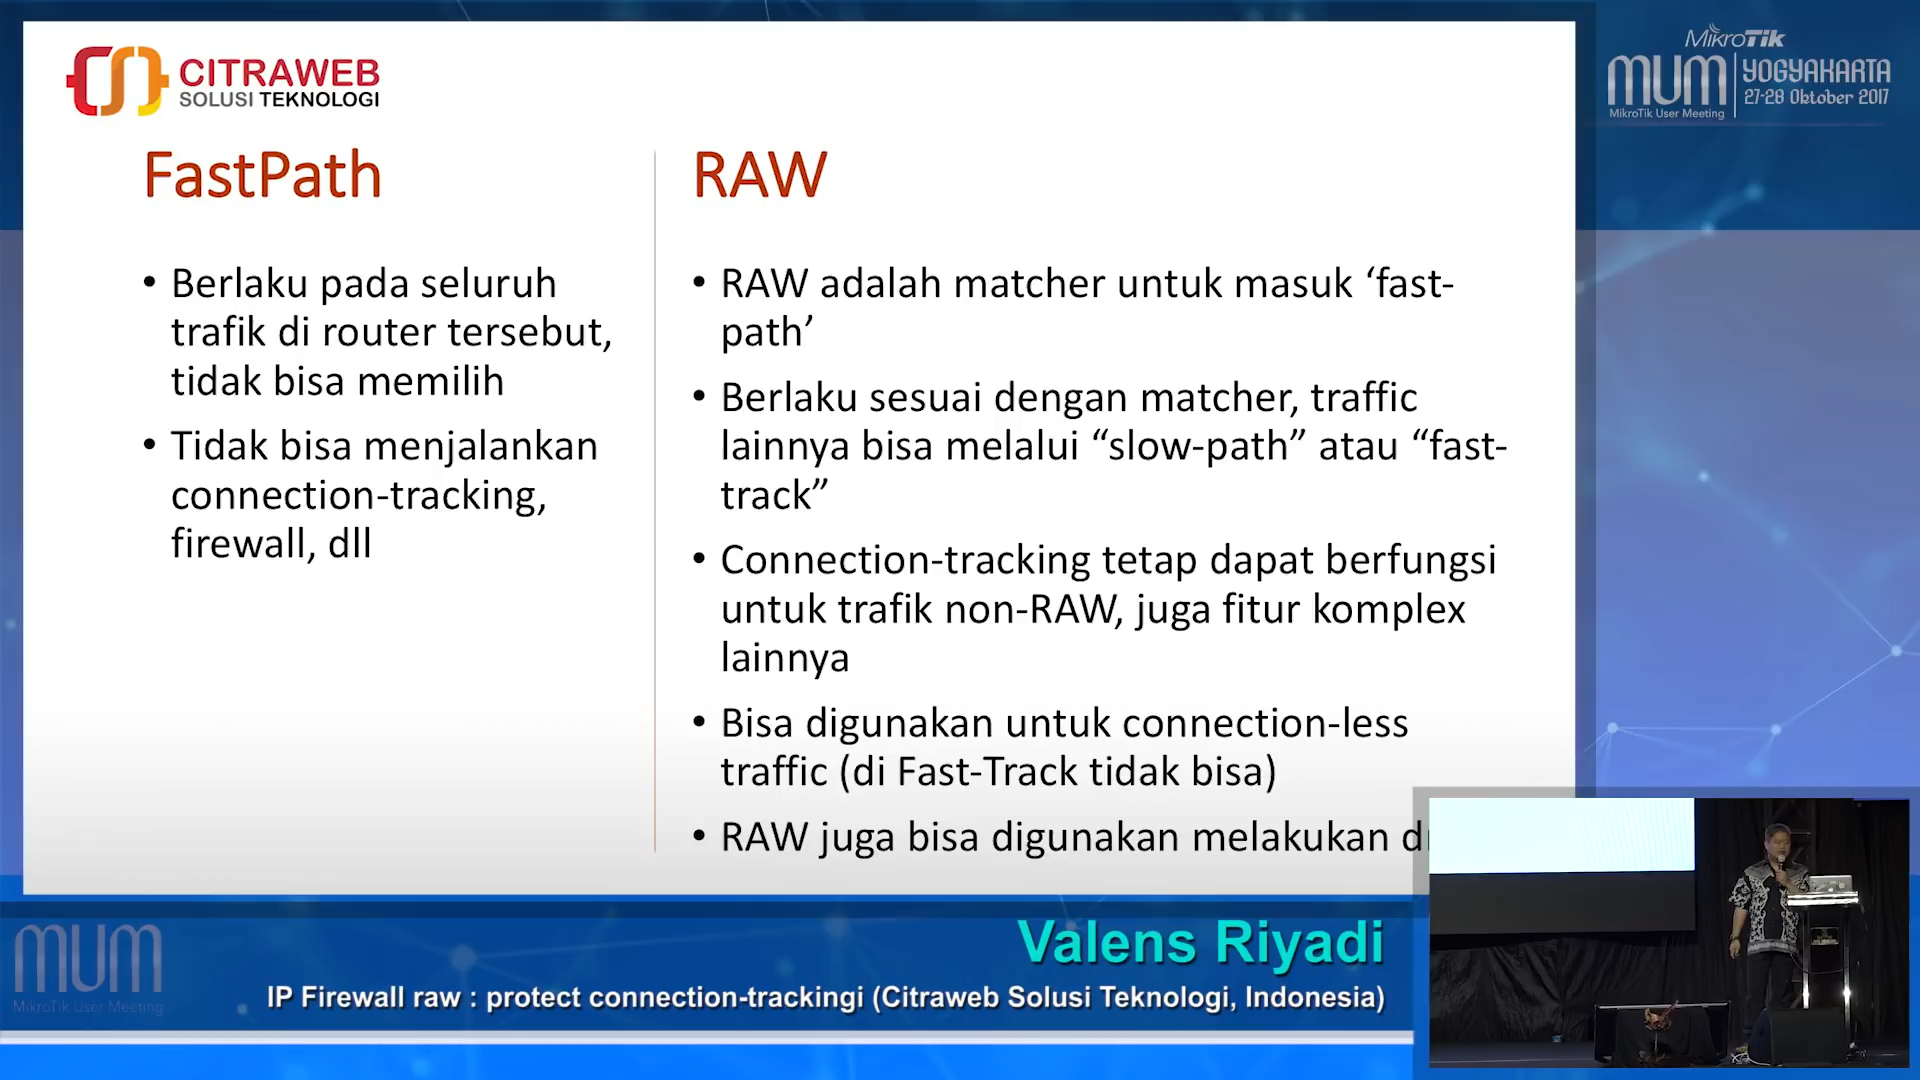 CITRAWEB
SOLUSI TEKNOLOGI
MikroTik
MUM
MikroTik User Meeting
YOGYAKARTA
27-28 Oktober 2017
FastPath
• Berlaku pada seluruh
trafik di router tersebut,
tidak bisa memilih
• Tidak bisa menjalankan
connection-tracking,
firewall, dll
RAW
• RAW adalah matcher untuk masuk ‘fast-
path’
• Berlaku sesuai dengan matcher, traffic
lainnya bisa melalui “slow-path” atau “fast-
track”
• Connection-tracking tetap dapat berfungsi
untuk trafik non-RAW, juga fitur komplex
lainnya
• Bisa digunakan untuk connection-less
traffic (di Fast-Track tidak bisa)
• RAW juga bisa digunakan melakukan
MUM
MikroTik User Meeting
Valens Riyadi
IP Firewall raw : protect connection-trackingi (Citraweb Solusi Teknologi, Indonesia)